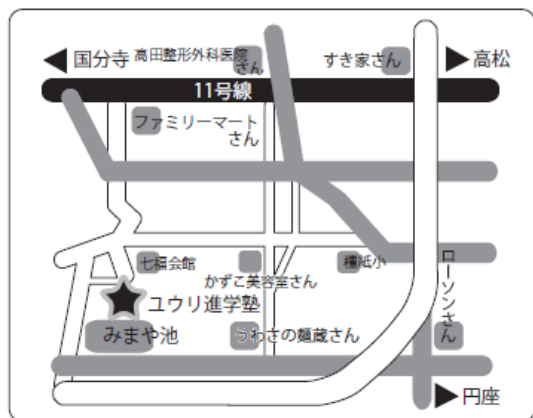 国分寺
高田整形外科医院
さん
すき家さん
高松
11号線
ファミリーマート
さん
七福会館
檀紙小
かずこ美容室さん
ローソンさん
ユウリ進学塾
みまや池
うわさの麺蔵さん
円座